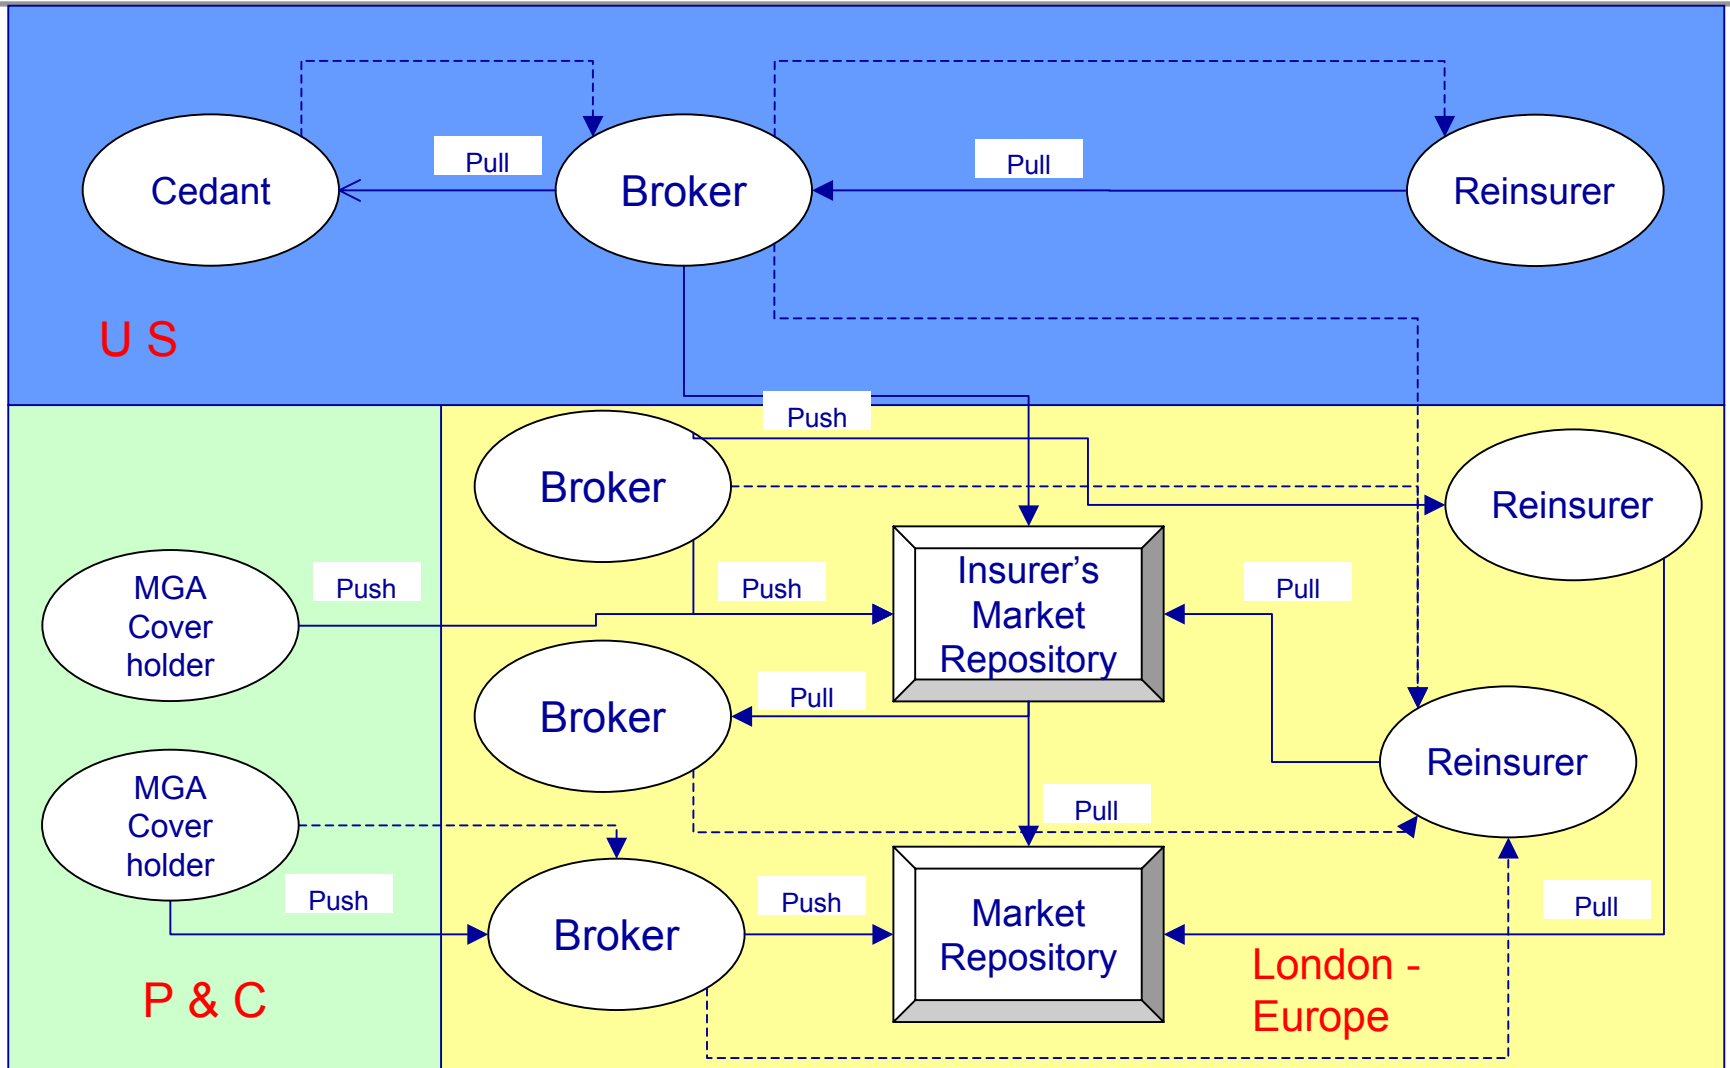 Pull
Pull
Cedant
Broker
Reinsurer
U S
Push
Broker
Reinsurer
Insurer’s
Market
Repository
MGA
Cover
holder
Push
Push
Pull
Pull
Broker
Reinsurer
MGA
Cover
holder
Pull
Push
Push
Pull
Broker
Market
Repository
London -
Europe
P & C